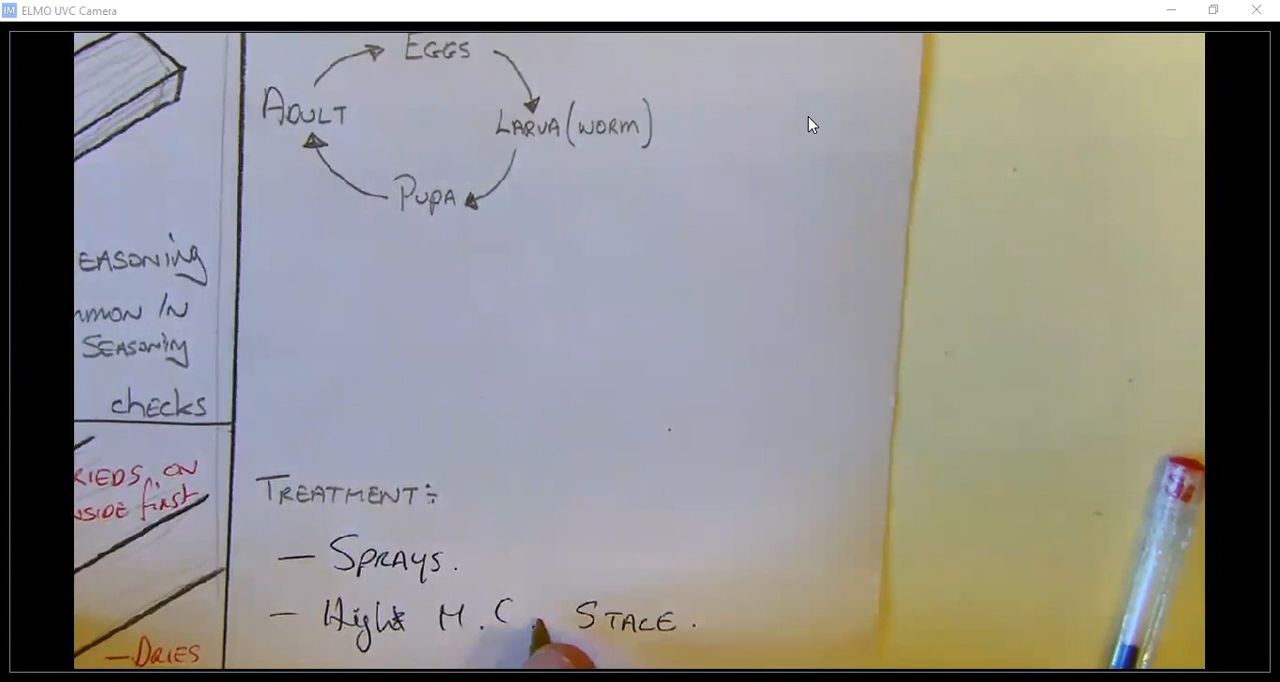 ELMO UVC Camera
EGGS
ADULT
LARVA (WORM)
PUPA
EASONING
MMON IN
SEASONING
checks
RIEDS ON
NSIDE first
- DRIES
TREATMENT:-
- SPRAYS.
- High M.C. STAGE.